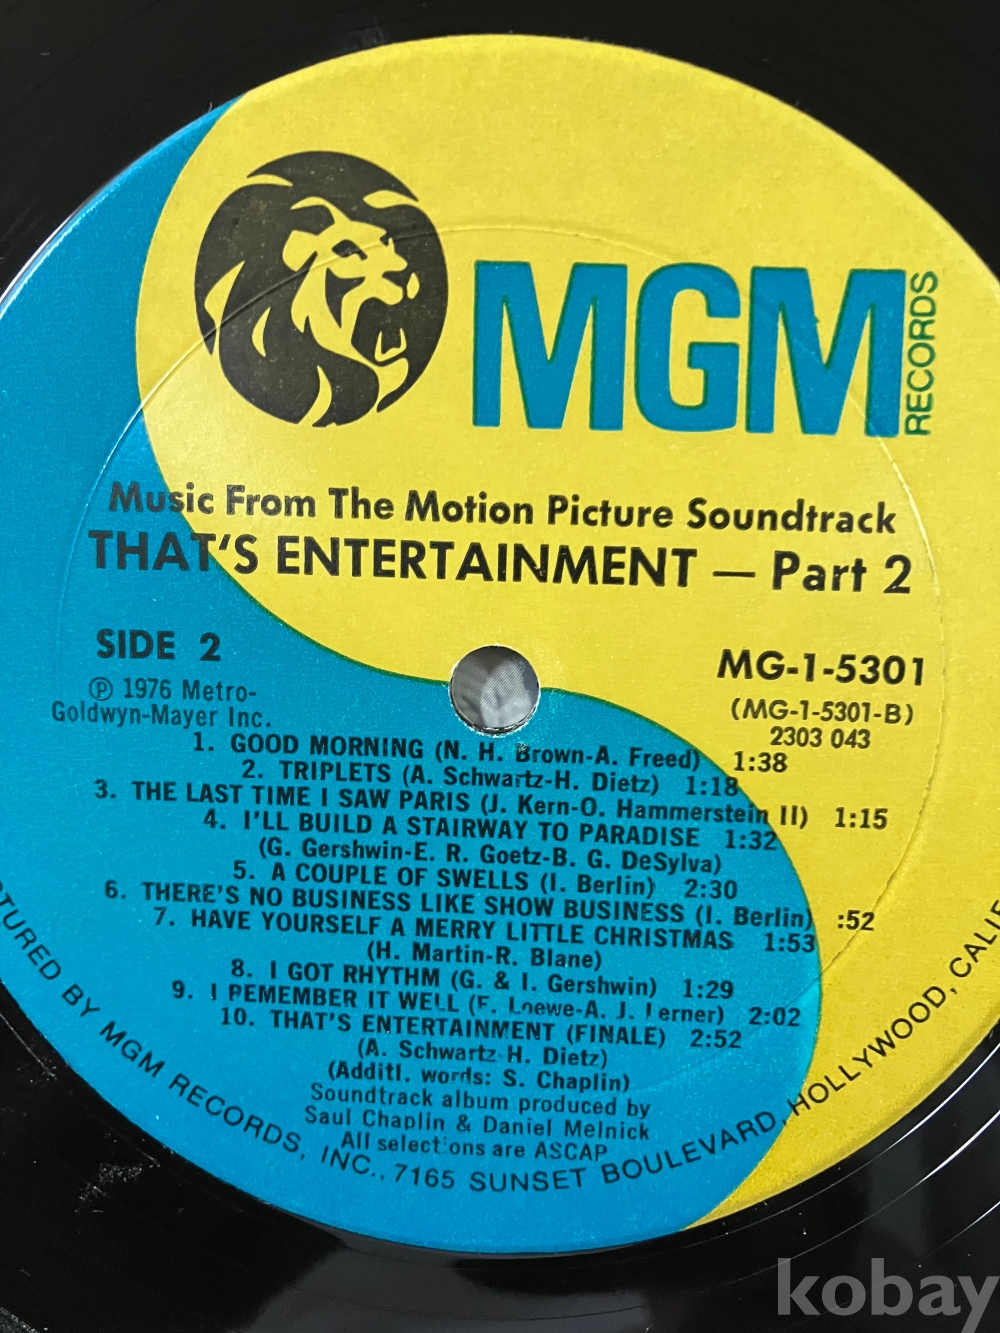 MGM
RECORDS
Music From The Motion Picture Soundtrack
THAT'S ENTERTAINMENT — Part 2
SIDE 2
℗ 1976 Metro-
Goldwyn-Mayer Inc.
MG-1-5301
(MG-1-5301-B)
2303 043
1. GOOD MORNING (N. H. Brown-A. Freed) 1:38
2. TRIPLETS (A. Schwartz-H. Dietz) 1:18
3. THE LAST TIME I SAW PARIS (J. Kern-O. Hammerstein II) 1:15
4. I'LL BUILD A STAIRWAY TO PARADISE 1:32
(G. Gershwin-E. R. Goetz-B. G. DeSylva)
5. A COUPLE OF SWELLS (I. Berlin) 2:30
6. THERE'S NO BUSINESS LIKE SHOW BUSINESS (I. Berlin) :52
7. HAVE YOURSELF A MERRY LITTLE CHRISTMAS 1:53
(H. Martin-R. Blane)
8. I GOT RHYTHM (G. & I. Gershwin) 1:29
9. I REMEMBER IT WELL (F. Loewe-A. J. Lerner) 2:02
10. THAT'S ENTERTAINMENT (FINALE) 2:52
(A. Schwartz-H. Dietz)
(Additl. words: S. Chaplin)
Soundtrack album produced by
Saul Chaplin & Daniel Melnick
All selections are ASCAP
BY MGM RECORDS, INC., 7165 SUNSET BOULEVARD, HOLLYWOOD,
kobay